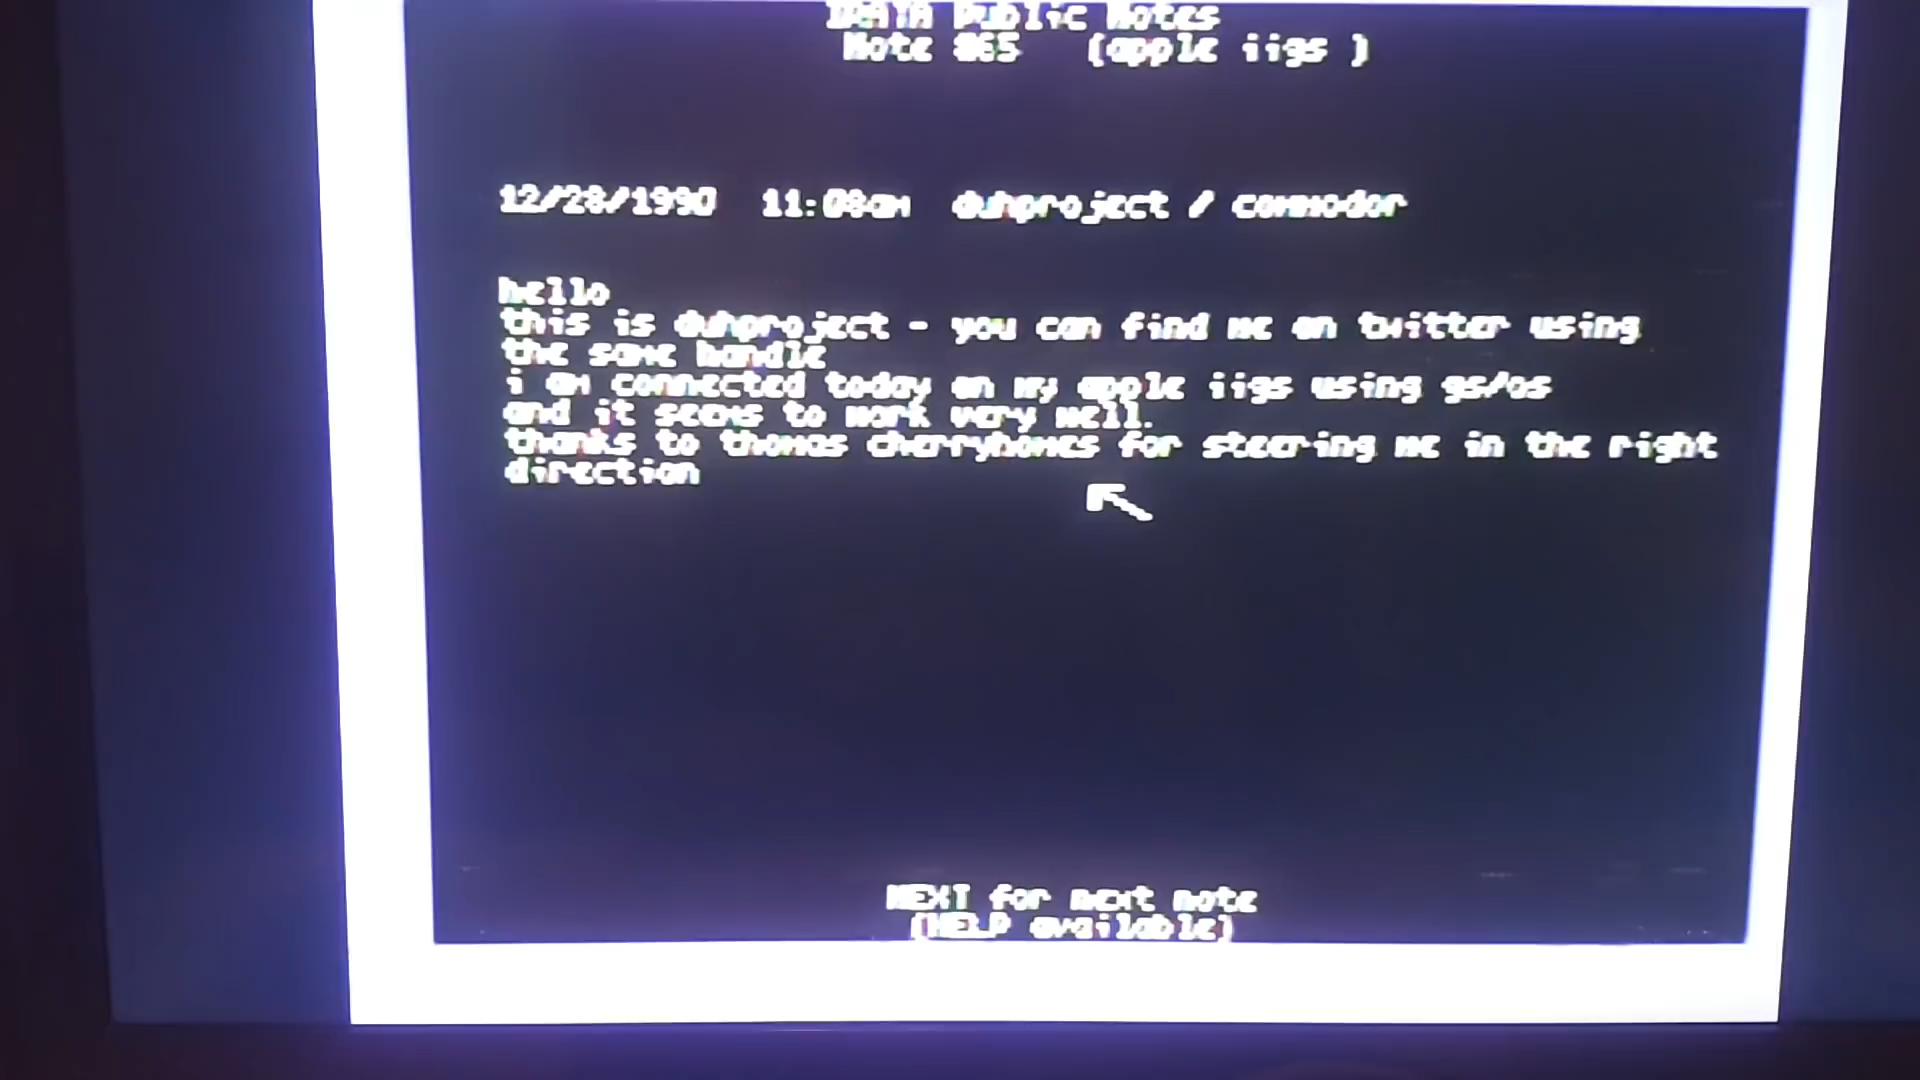 IRATA Public Notes
Note 865 (apple iigs )
12/28/1990 11:08am duhproject / commodor
hello
this is duhproject - you can find me on twitter using
the same handle
i am connected today on my apple iigs using gs/os
and it seems to work very well.
thanks to thomas cherryhomes for steering me in the right
direction
NEXT for next note
(HELP available)